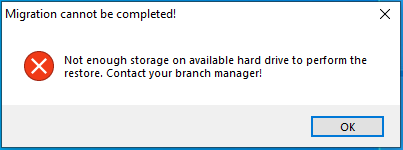 Migration cannot be completed!
Not enough storage on available hard drive to perform the
restore. Contact your branch manager!
OK